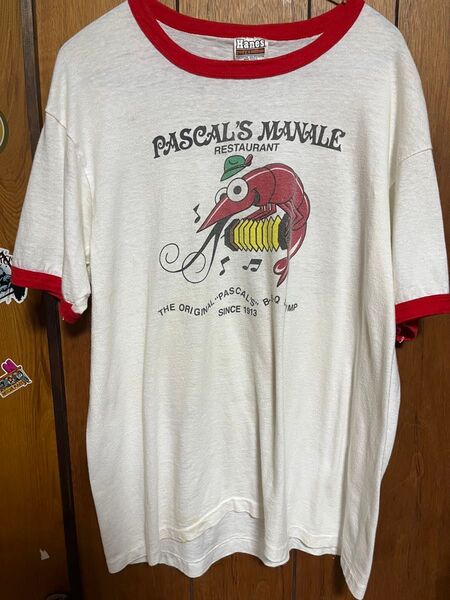 Hanes
PASCAL'S MANALE
RESTAURANT
THE ORIGINAL "PASCAL'S" B-B-Q
SINCE 1913